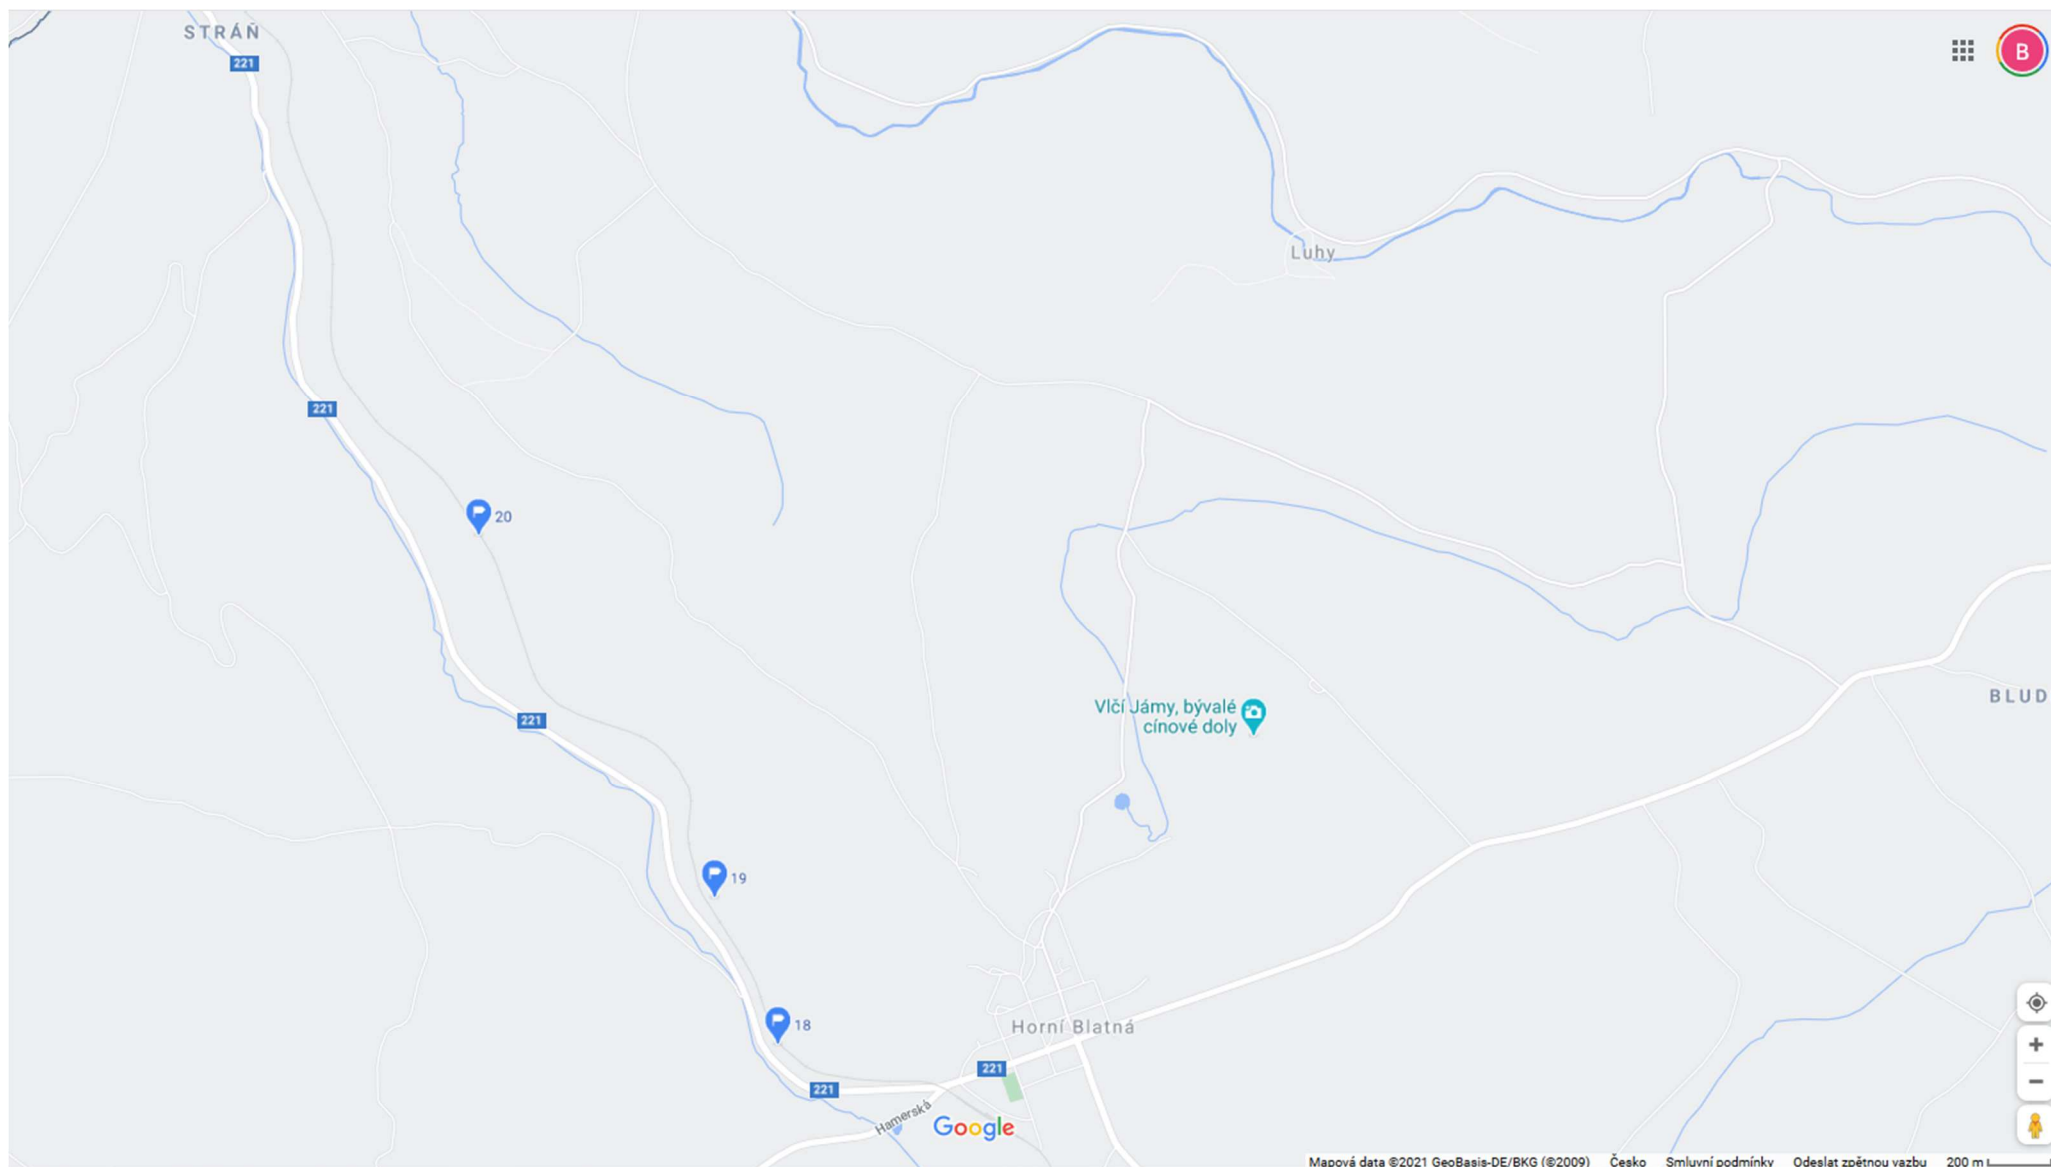 STRÁŇ
221
B
Luhy
221
20
221
Vlčí Jámy, bývalé
cínové doly
BLUD
19
18
Horní Blatná
221
221
Hamerská
Google
Mapová data ©2021 GeoBasis-DE/BKG (©2009) Česko Smluvní podmínky Odeslat zpětnou vazbu 200 m